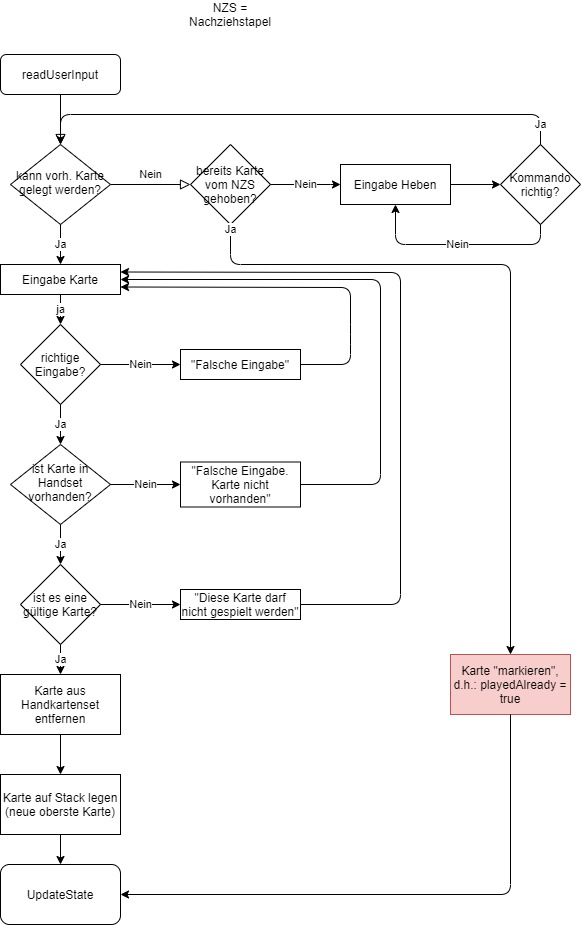 NZS =
Nachziehstapel
readUserInput
Ja
kann vorh. Karte
gelegt werden?
Nein
bereits Karte
vom NZS
gehoben?
Nein
Eingabe Heben
Kommando
richtig?
Ja
Ja
Nein
Eingabe Karte
ja
richtige
Eingabe?
Nein
"Falsche Eingabe"
Ja
ist Karte in
Handset
vorhanden?
Nein
"Falsche Eingabe.
Karte nicht
vorhanden"
Ja
ist es eine
gültige Karte?
Nein
"Diese Karte darf
nicht gespielt werden"
Ja
Karte "markieren",
d.h.: playedAlready =
true
Karte aus
Handkartenset
entfernen
Karte auf Stack legen
(neue oberste Karte)
UpdateState